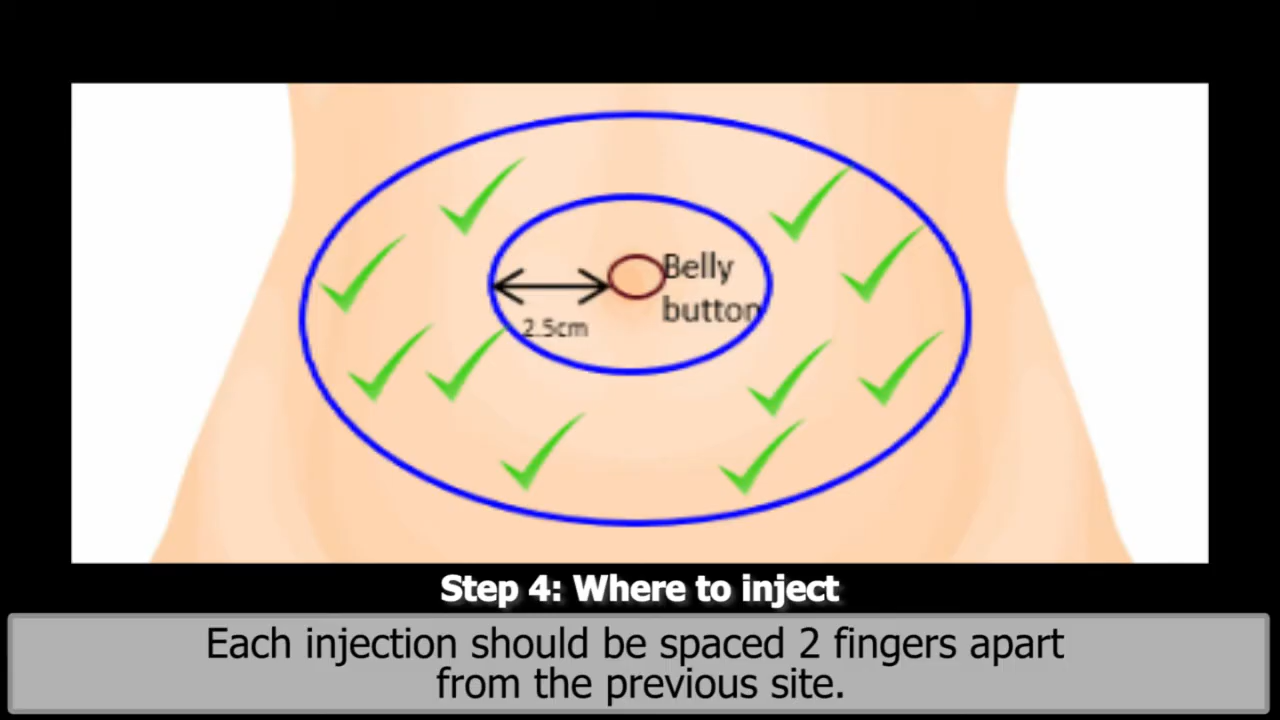 Belly
button
2.5cm
Step 4: Where to inject
Each injection should be spaced 2 fingers apart
from the previous site.